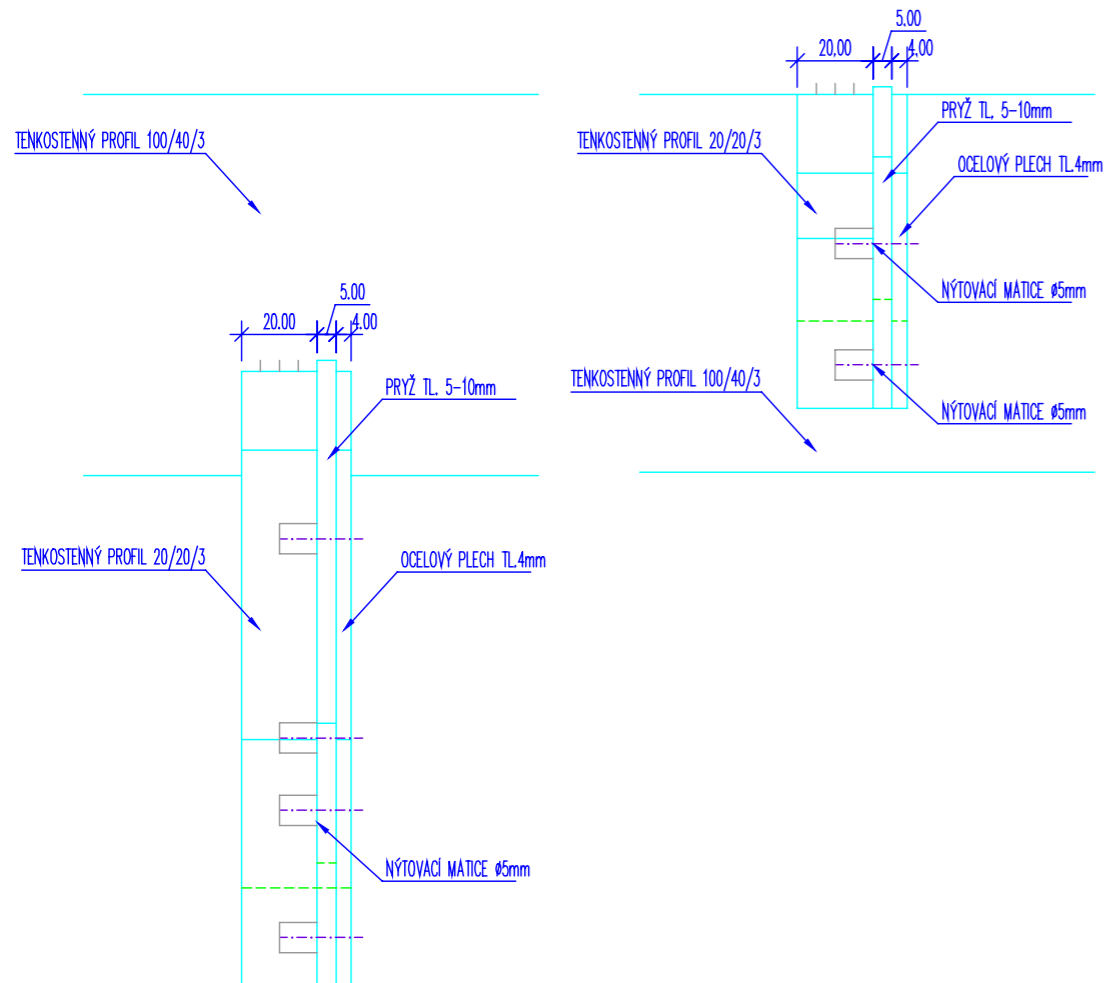 TENKOSTENNÝ PROFIL 100/40/3
5.00
20.00
4.00
PRYŽ TL. 5-10mm
TENKOSTENNÝ PROFIL 20/20/3
OCELOVÝ PLECH TL.4mm
NÝTOVACÍ MATICE ø5mm
5.00
20,00
4,00
PRYŽ TL, 5-10mm
TENKOSTENNÝ PROFIL 20/20/3
OCELOVÝ PLECH TL.4mm
NÝTOVACÍ MATICE ø5mm
TENKOSTENNÝ PROFIL 100/40/3
NÝTOVACÍ MATICE ø5mm